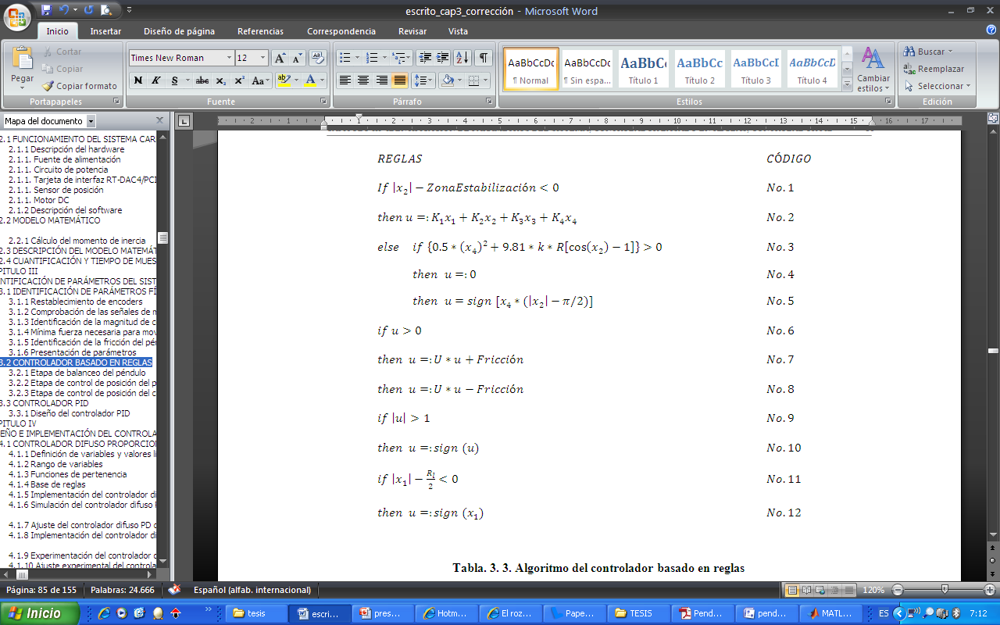 escrito_cap3_corrección - Microsoft Word
Inicio Insertar Diseño de página Referencias Correspondencia Revisar Vista
Pegar
Cortar
Copiar
Copiar formato
Portapapeles
Times New Roman 12
N K S abc x₂ x² Aa ab A
Fuente
Párrafo
AaBbCcDc AaBbCcDc AaBbC AaBbCc AaBbCcI AaBbCcD
¶ Normal ¶ Sin espa... Título 1 Título 2 Título 3 Título 4
Estilos
Cambiar estilos
Buscar
Reemplazar
Seleccionar
Edición
Mapa del documento
2.1 FUNCIONAMIENTO DEL SISTEMA CAR
2.1.1 Descripción del hardware
2.1.1. Fuente de alimentación
2.1.1. Circuito de potencia
2.1.1. Tarjeta de interfaz RT-DAC4/PCI
2.1.1. Sensor de posición
2.1.1. Motor DC
2.1.2 Descripción del software
2.2 MODELO MATEMÁTICO
2.2.1 Cálculo del momento de inercia
2.3 DESCRIPCIÓN DEL MODELO MATEMÁT
2.4 CUANTIFICACIÓN Y TIEMPO DE MUES
PITULO III
NTIFICACIÓN DE PARÁMETROS DEL SIST
3.1 IDENTIFICACIÓN DE PARÁMETROS FÍ
3.1.1 Restablecimiento de encoders
3.1.2 Comprobación de las señales de m
3.1.3 Identificación de la magnitud de c
3.1.4 Mínima fuerza necesaria para mov
3.1.5 Identificación de la fricción del pé
3.1.6 Presentación de parámetros
3.2 CONTROLADOR BASADO EN REGLAS
3.2.1 Etapa de balanceo del péndulo
3.2.2 Etapa de control de posición del p
3.2.3 Etapa de control de posición del c
3.3 CONTROLADOR PID
3.3.1 Diseño del controlador PID
PITULO IV
EÑO E IMPLEMENTACIÓN DEL CONTROLA
4.1 CONTROLADOR DIFUSO PROPORCION
4.1.1 Definición de variables y valores li
4.1.2 Rango de variables
4.1.3 Funciones de pertenencia
4.1.4 Base de reglas
4.1.5 Implementación del controlador di
4.1.6 Simulación del controlador difuso
4.1.7 Ajuste del controlador difuso PD
4.1.8 Implementación del controlador di
4.1.9 Experimentación del controlador
4.1.10 Ajuste experimental del controla
REGLAS CÓDIGO
If |x₂| − ZonaEstabilización < 0 No. 1
then u =: K₁x₁ + K₂x₂ + K₃x₃ + K₄x₄ No. 2
else if {0.5 ∗ (x₄)² + 9.81 ∗ k ∗ R[cos(x₂) − 1]} > 0 No. 3
then u =: 0 No. 4
then u = sign [x₄ ∗ (|x₂| − π/2)] No. 5
if u > 0 No. 6
then u =: U ∗ u + Fricción No. 7
then u =: U ∗ u − Fricción No. 8
if |u| > 1 No. 9
then u =: sign (u) No. 10
if |x₁| − Rl/2 < 0 No. 11
then u =: sign (x₁) No. 12
Tabla. 3. 3. Algoritmo del controlador basado en reglas
Página: 85 de 155 Palabras: 24.666 Español (alfab. internacional) 120%
Inicio tesis escri... pres... Hotm... El roz... Pape... TESIS Pend... pend... MATL... ES 7:12